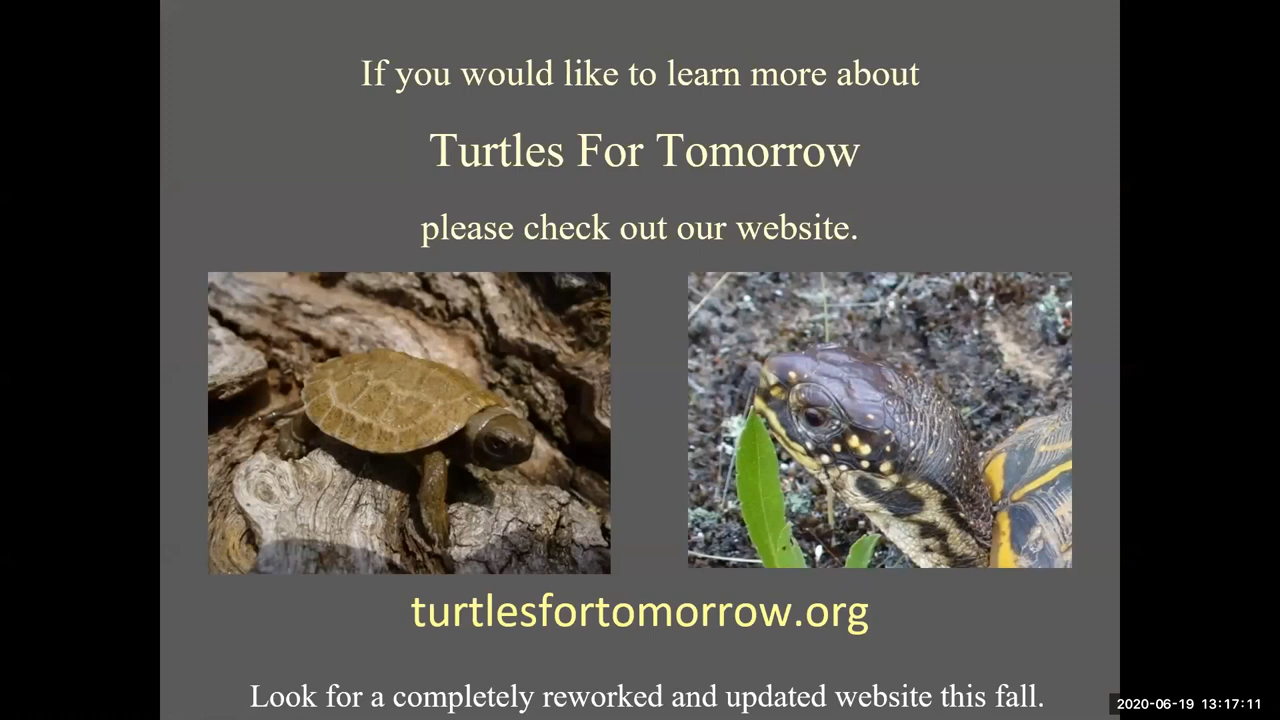 If you would like to learn more about
Turtles For Tomorrow
please check out our website.
turtlesfortomorrow.org
Look for a completely reworked and updated website this fall.
2020-06-19 13:17:11